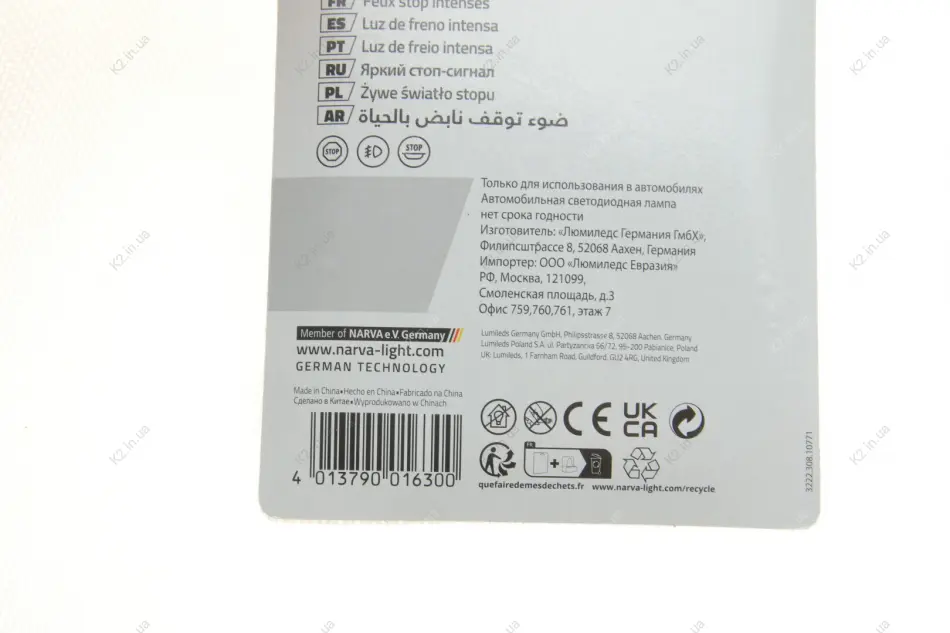 FR Feux stop intenses
ES Luz de freno intensa
PT Luz de freio intensa
RU Яркий стоп-сигнал
PL Żywe światło stopu
AR ضوء توقف نابض بالحياة
STOP
STOP
Только для использования в автомобилях
Автомобильная светодиодная лампа
нет срока годности
Изготовитель: «Люмиледс Германия ГмбХ»,
Филипсштрассе 8, 52068 Аахен, Германия
Импортер: ООО «Люмиледс Евразия»
РФ, Москва, 121099,
Смоленская площадь, д.3
Офис 759,760,761, этаж 7
Member of NARVA e.V. Germany
www.narva-light.com
GERMAN TECHNOLOGY
Lumileds Germany GmbH, Philipsstrasse 8, 52068 Aachen, Germany
Lumileds Poland S.A. ul. Partyzancka 66/72, 95-200 Pabianice, Poland
UK: Lumileds, 1 Farnham Road, Guildford, GU2 4RG, United Kingdom
Made in China•Hecho en China•Fabricado na China
Сделано в Китае•Wyprodukowano w Chinach
4 013790 016300
CE
UK
CA
FR
quefairedemesdechets.fr www.narva-light.com/recycle
3222.308.10771
K2.in.ua